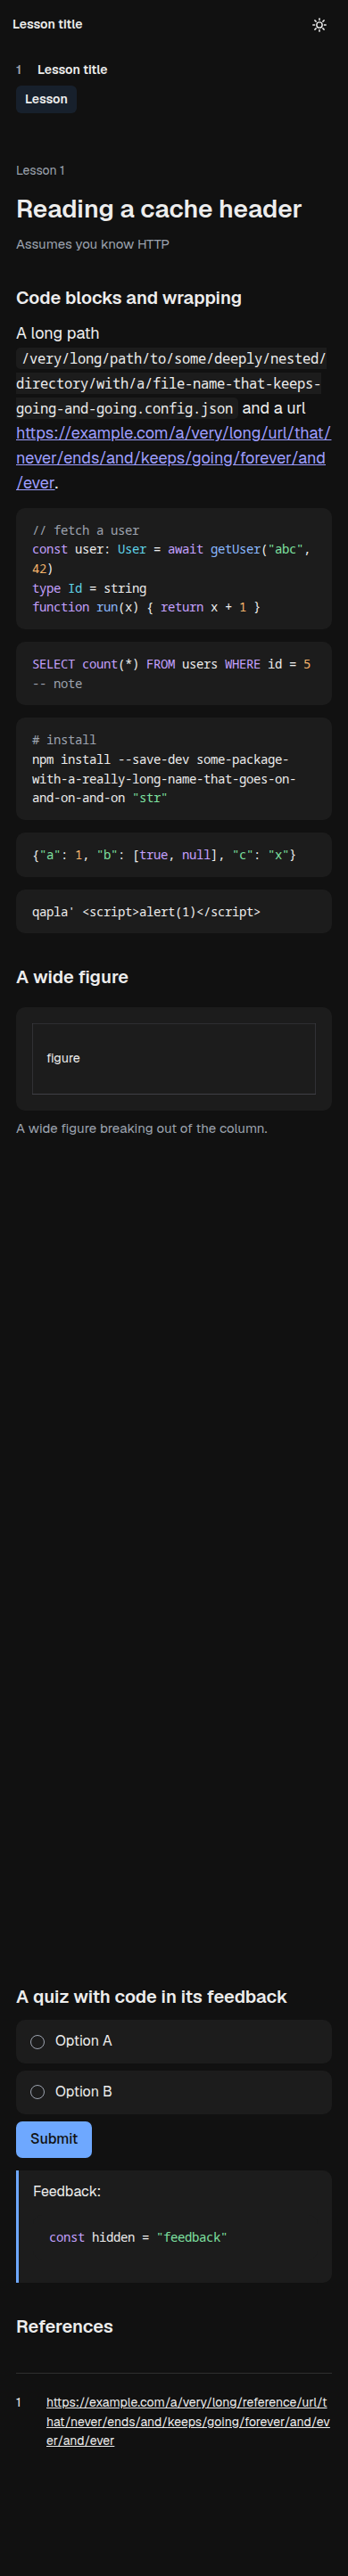 Lesson title
1 Lesson title
Lesson
Lesson 1
Reading a cache header
Assumes you know HTTP
Code blocks and wrapping
A long path
/very/long/path/to/some/deeply/nested/
directory/with/a/file-name-that-keeps-
going-and-going.config.json and a url
https://example.com/a/very/long/url/that/
never/ends/and/keeps/going/forever/and
/ever.
// fetch a user
const user: User = await getUser("abc",
42)
type Id = string
function run(x) { return x + 1 }
SELECT count(*) FROM users WHERE id = 5
-- note
# install
npm install --save-dev some-package-
with-a-really-long-name-that-goes-on-
and-on-and-on "str"
{"a": 1, "b": [true, null], "c": "x"}
qapla' <script>alert(1)</script>
A wide figure
figure
A wide figure breaking out of the column.
A quiz with code in its feedback
Option A
Option B
Submit
Feedback:
const hidden = "feedback"
References
1 https://example.com/a/very/long/reference/url/t
hat/never/ends/and/keeps/going/forever/and/ev
er/and/ever